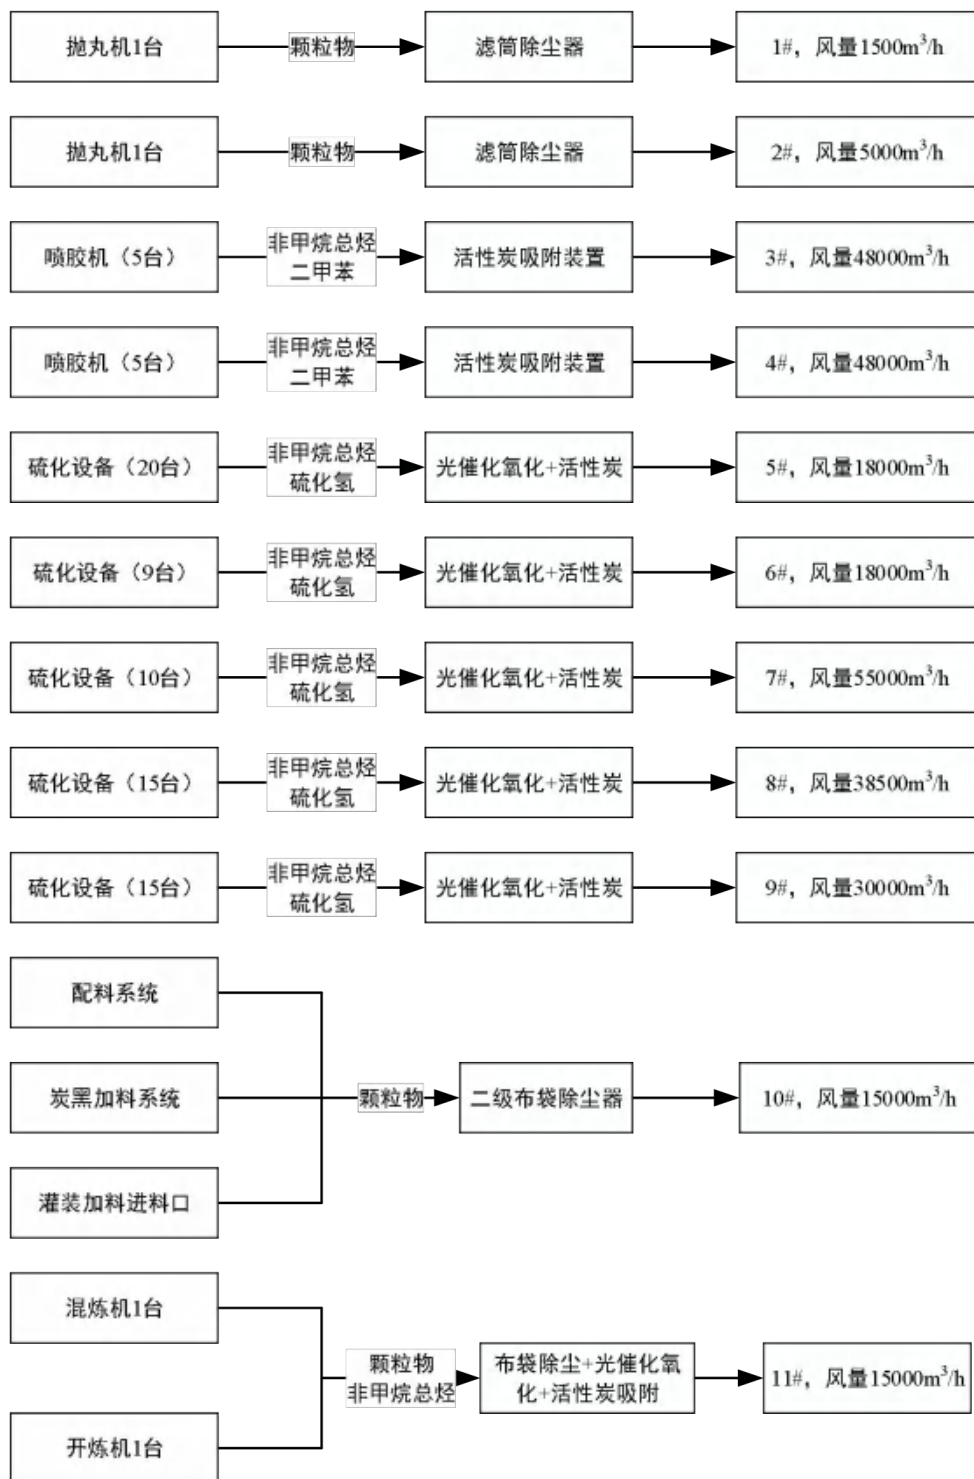 抛丸机1台
颗粒物
滤筒除尘器
1#，风量1500m³/h
抛丸机1台
颗粒物
滤筒除尘器
2#，风量5000m³/h
喷胶机（5台）
非甲烷总烃
二甲苯
活性炭吸附装置
3#，风量48000m³/h
喷胶机（5台）
非甲烷总烃
二甲苯
活性炭吸附装置
4#，风量48000m³/h
硫化设备（20台）
非甲烷总烃
硫化氢
光催化氧化+活性炭
5#，风量18000m³/h
硫化设备（9台）
非甲烷总烃
硫化氢
光催化氧化+活性炭
6#，风量18000m³/h
硫化设备（10台）
非甲烷总烃
硫化氢
光催化氧化+活性炭
7#，风量55000m³/h
硫化设备（15台）
非甲烷总烃
硫化氢
光催化氧化+活性炭
8#，风量38500m³/h
硫化设备（15台）
非甲烷总烃
硫化氢
光催化氧化+活性炭
9#，风量30000m³/h
配料系统
炭黑加料系统
灌装加料进料口
颗粒物
二级布袋除尘器
10#，风量15000m³/h
混炼机1台
开炼机1台
颗粒物
非甲烷总烃
布袋除尘+光催化氧
化+活性炭吸附
11#，风量15000m³/h